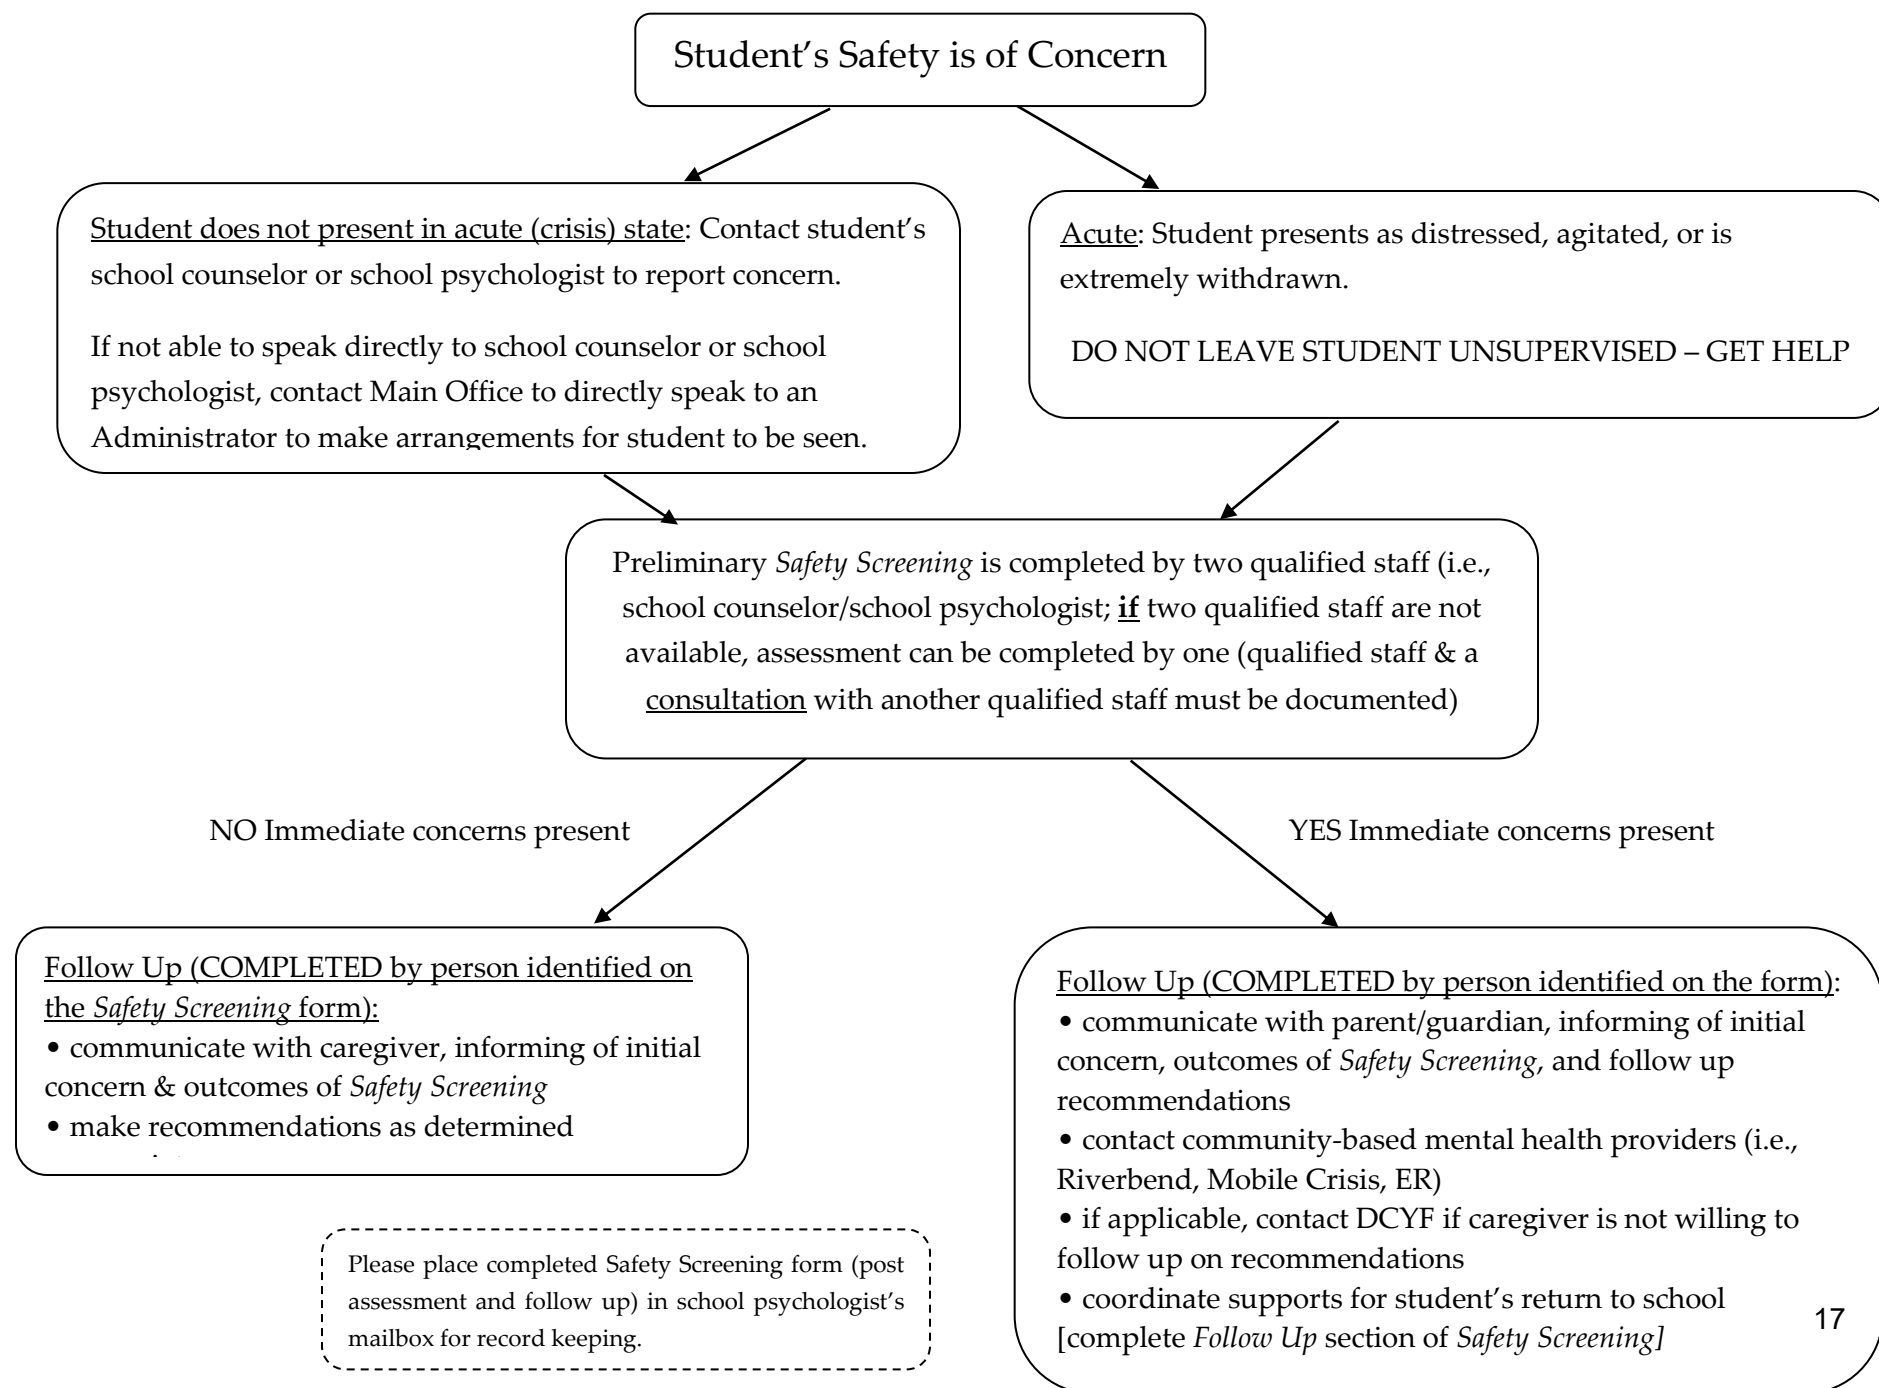 Student’s Safety is of Concern
Student does not present in acute (crisis) state: Contact student’s
school counselor or school psychologist to report concern.
If not able to speak directly to school counselor or school
psychologist, contact Main Office to directly speak to an
Administrator to make arrangements for student to be seen.
Acute: Student presents as distressed, agitated, or is
extremely withdrawn.
DO NOT LEAVE STUDENT UNSUPERVISED – GET HELP
Preliminary Safety Screening is completed by two qualified staff (i.e.,
school counselor/school psychologist; if two qualified staff are not
available, assessment can be completed by one (qualified staff & a
consultation with another qualified staff must be documented)
NO Immediate concerns present
YES Immediate concerns present
Follow Up (COMPLETED by person identified on
the Safety Screening form):
• communicate with caregiver, informing of initial
concern & outcomes of Safety Screening
• make recommendations as determined
Follow Up (COMPLETED by person identified on the form):
• communicate with parent/guardian, informing of initial
concern, outcomes of Safety Screening, and follow up
recommendations
• contact community-based mental health providers (i.e.,
Riverbend, Mobile Crisis, ER)
• if applicable, contact DCYF if caregiver is not willing to
follow up on recommendations
• coordinate supports for student’s return to school
[complete Follow Up section of Safety Screening]
Please place completed Safety Screening form (post
assessment and follow up) in school psychologist’s
mailbox for record keeping.
17